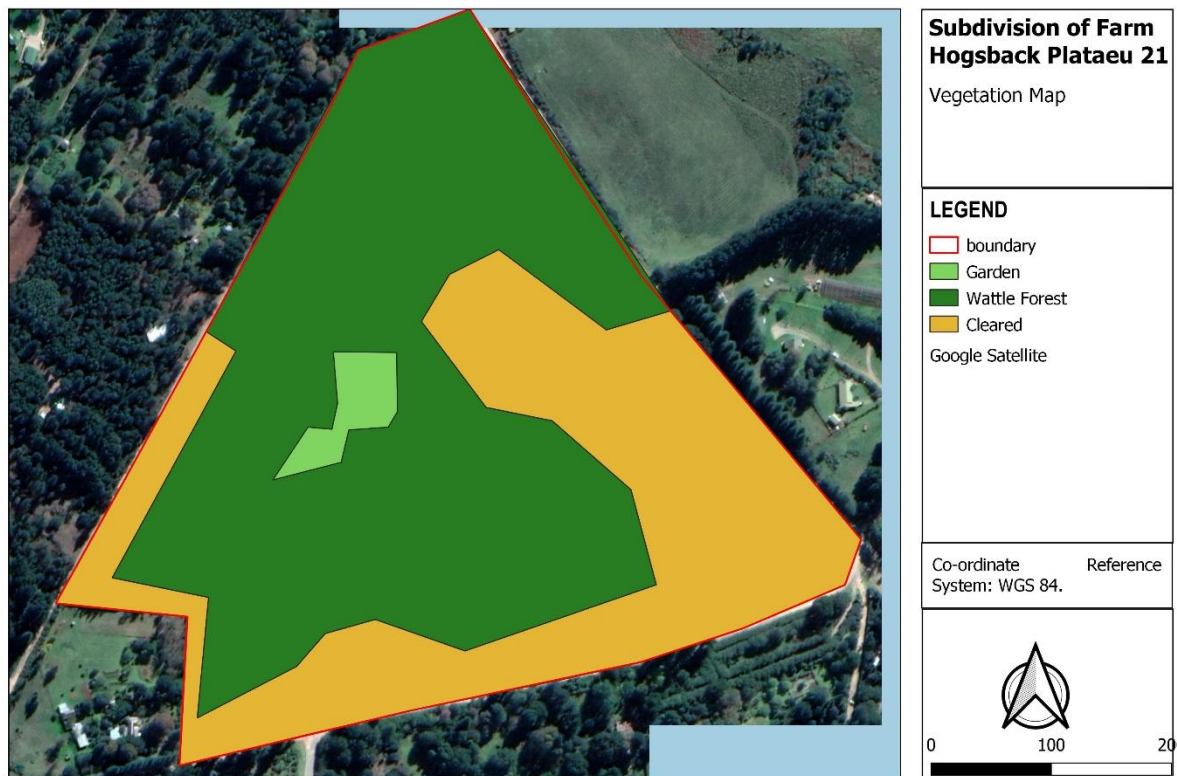 Subdivision of Farm
Hogsback Plataeu 21
Vegetation Map
LEGEND
boundary
Garden
Wattle Forest
Cleared
Google Satellite
Co-ordinate Reference
System: WGS 84.
0 100 20